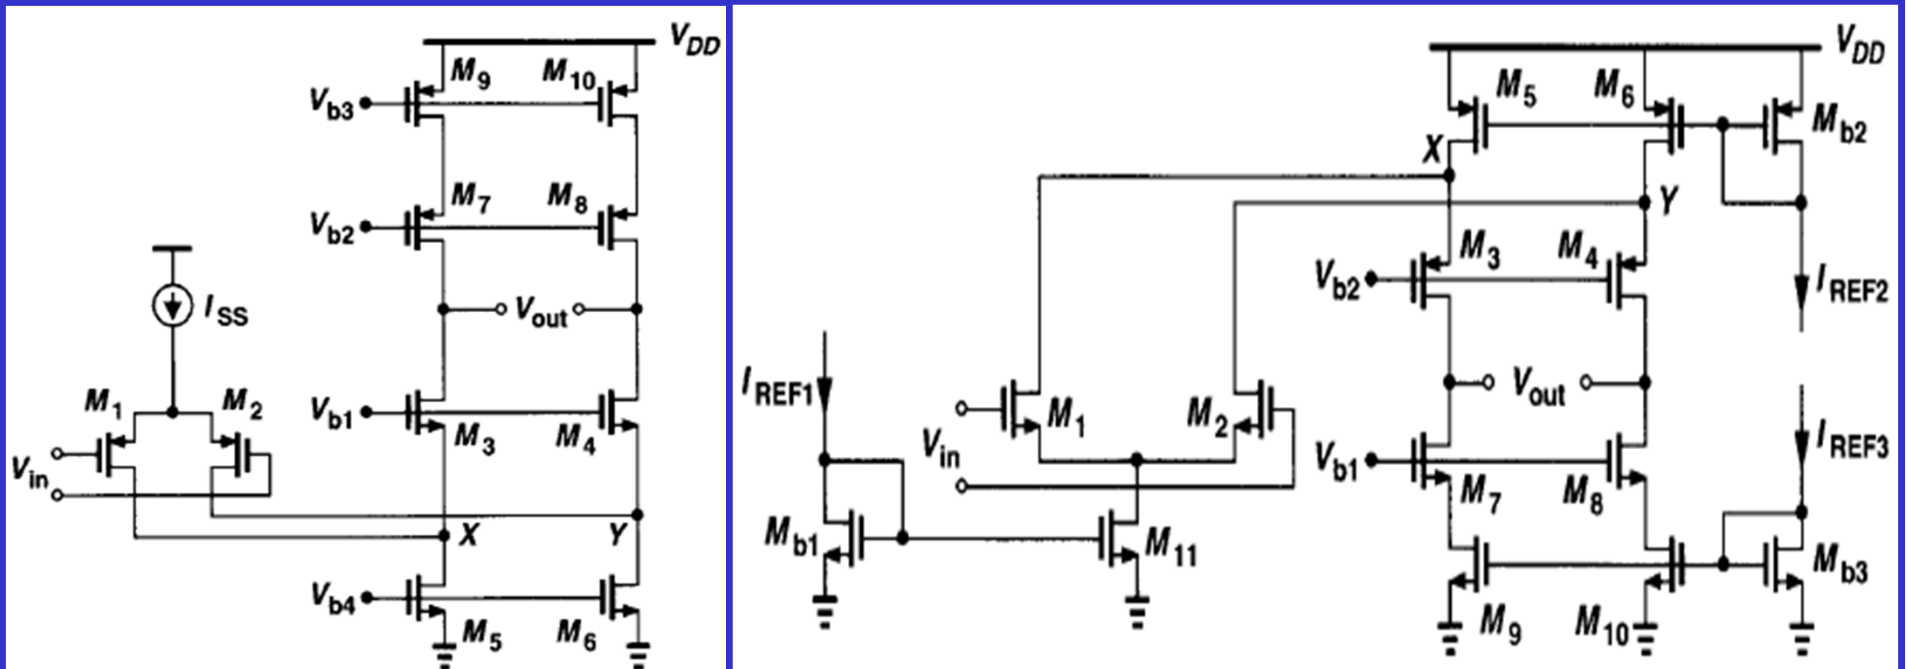 VDD
M9 M10
Vb3
M7 M8
Vb2
ISS
Vout
M1 M2
Vb1
M3 M4
Vin
X Y
Vb4
M5 M6
VDD
M5 M6
Mb2
X
Y
M3 M4
Vb2
IREF2
IREF1
Vout
M1 M2
Vin
Vb1
IREF3
M7 M8
Mb1 M11
Mb3
M9 M10